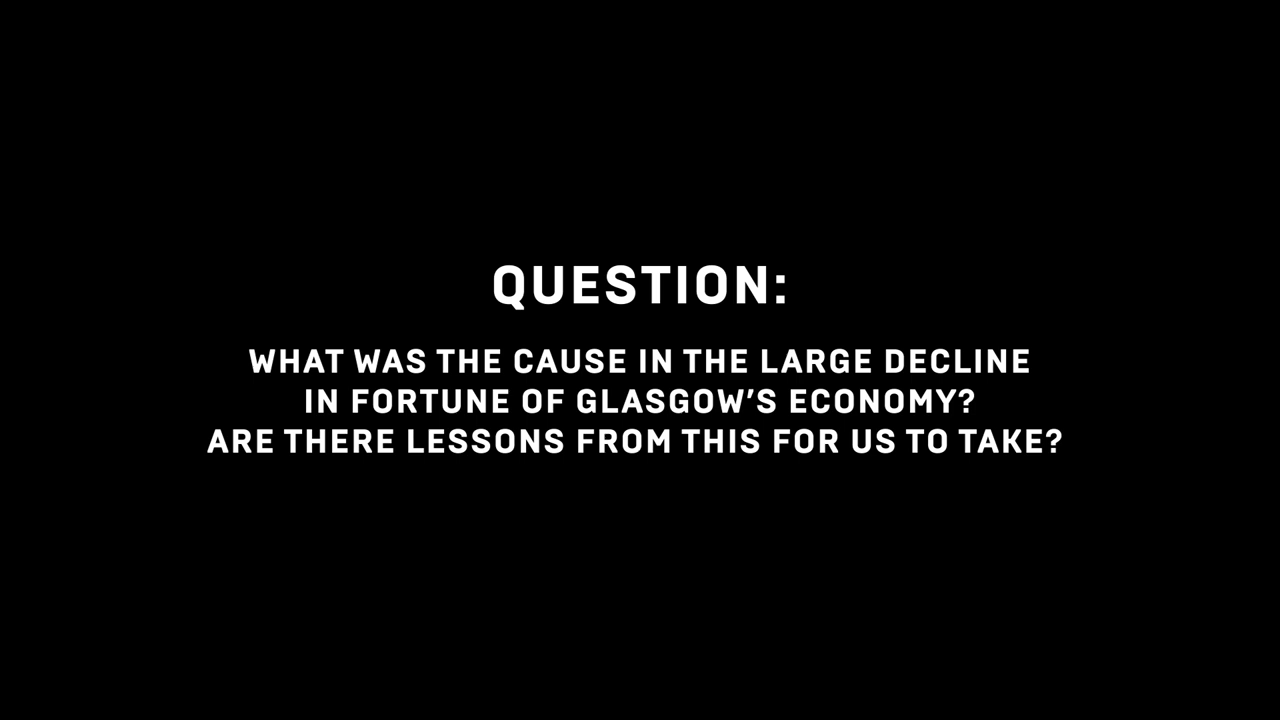 QUESTION:
WHAT WAS THE CAUSE IN THE LARGE DECLINE
IN FORTUNE OF GLASGOW’S ECONOMY?
ARE THERE LESSONS FROM THIS FOR US TO TAKE?